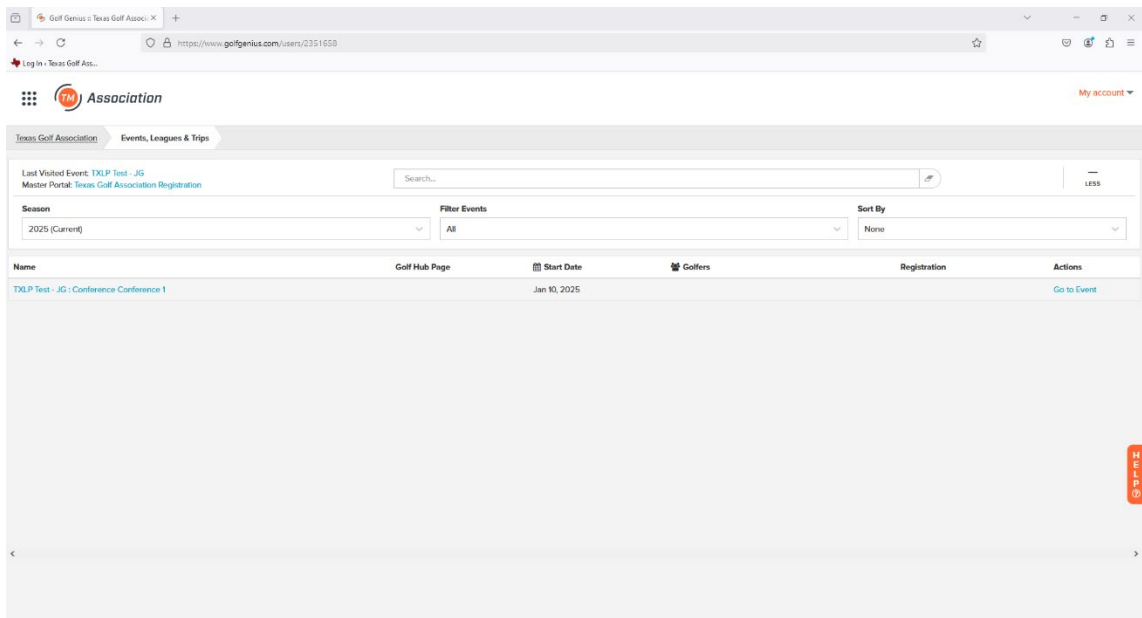 Golf Genius :: Texas Golf Associ
https://www.golfgenius.com/users/2351658
Log In ‹ Texas Golf Ass...
TM Association
My account
Texas Golf Association Events, Leagues & Trips
Last Visited Event: TXLP Test - JG
Master Portal: Texas Golf Association Registration
Search...
LESS
Season Filter Events Sort By
2025 (Current) All None
Name Golf Hub Page Start Date Golfers Registration Actions
TXLP Test - JG : Conference Conference 1 Jan 10, 2025 Go to Event
HELP?